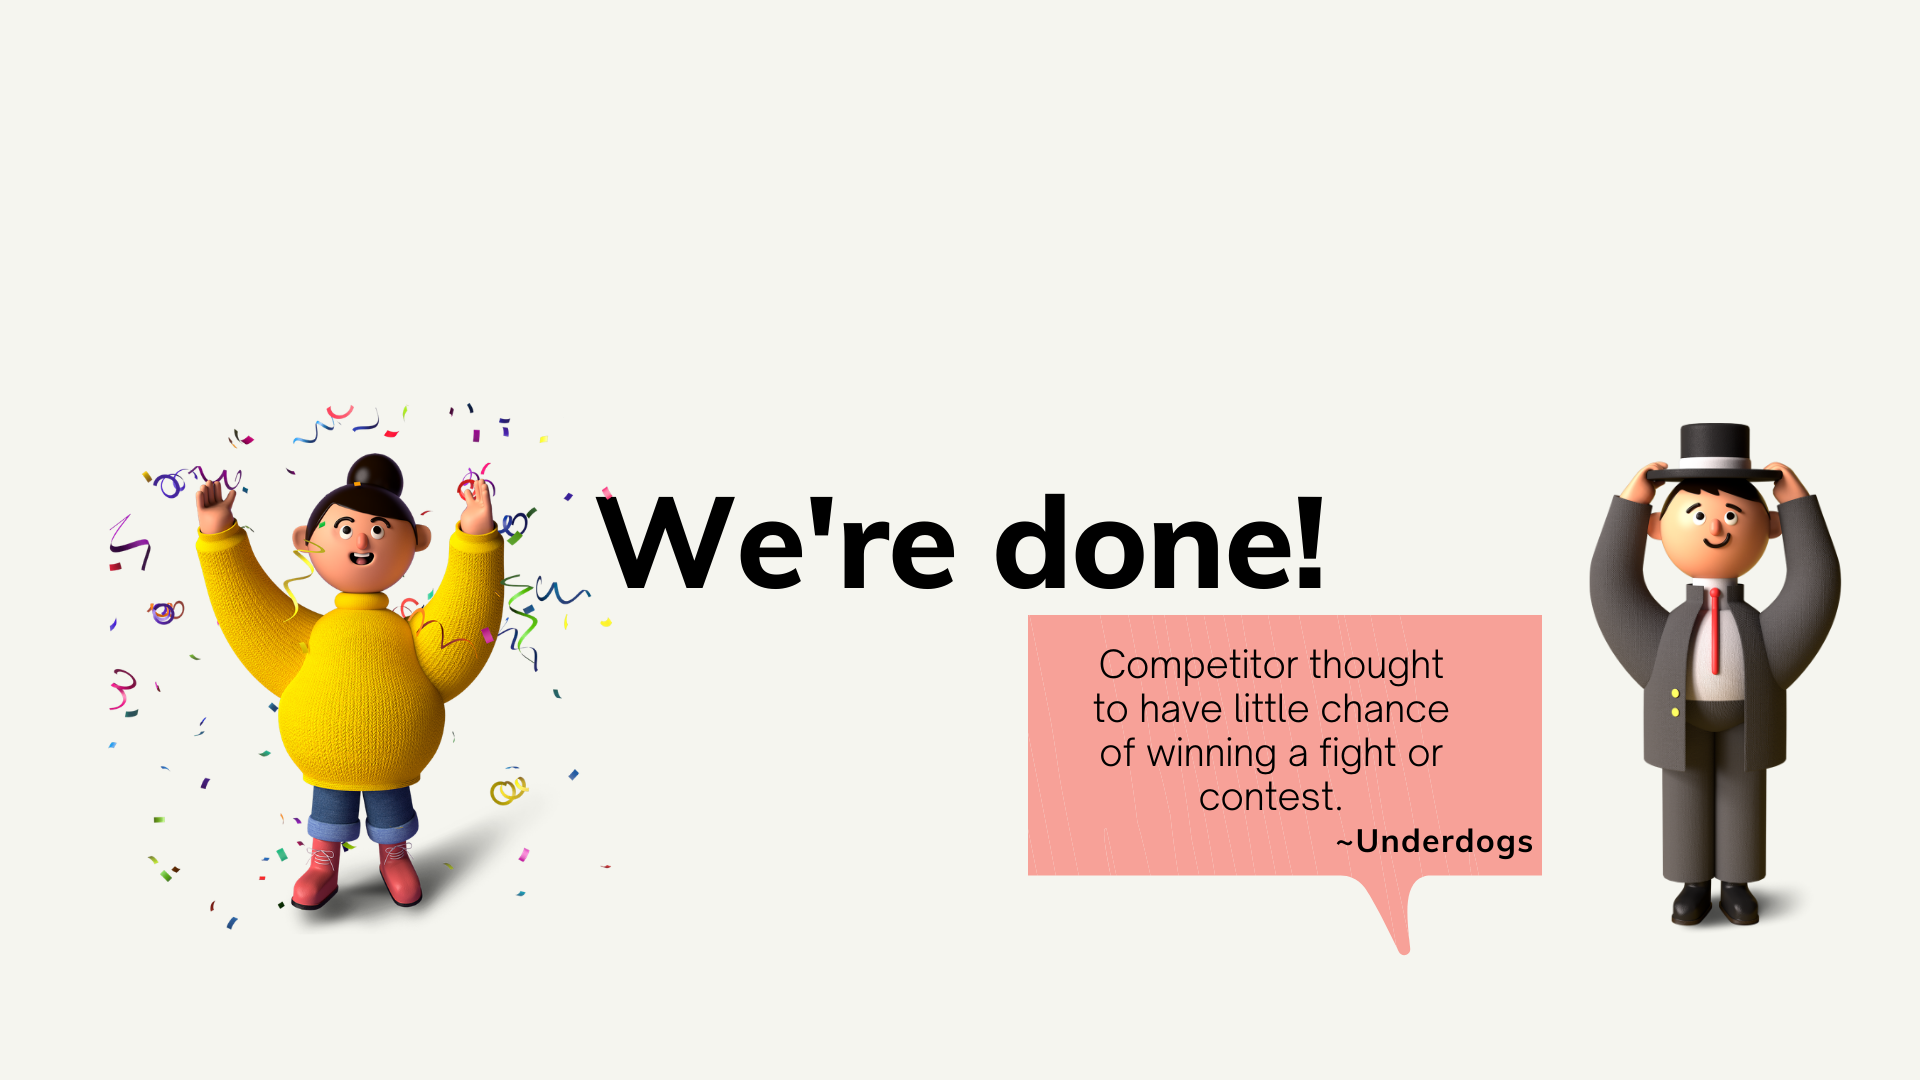 We're done!
Competitor thought
to have little chance
of winning a fight or
contest.
~Underdogs